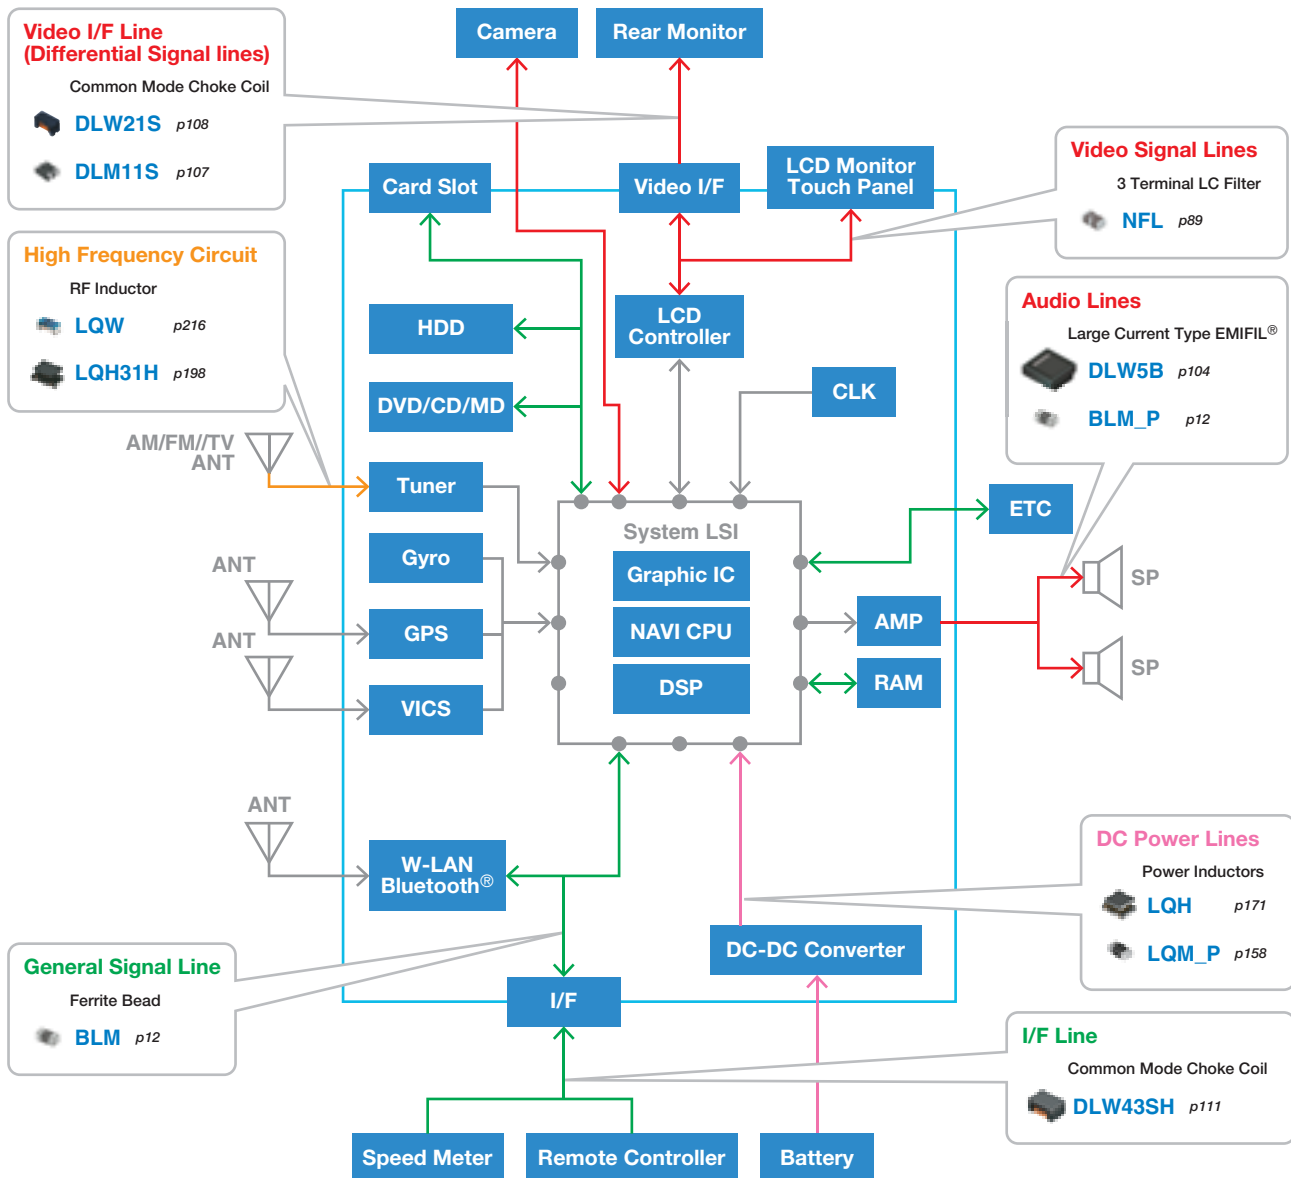 Video I/F Line
(Differential Signal lines)
Common Mode Choke Coil
DLW21S p108
DLM11S p107
Camera
Rear Monitor
Card Slot
Video I/F
LCD Monitor
Touch Panel
Video Signal Lines
3 Terminal LC Filter
NFL p89
High Frequency Circuit
RF Inductor
LQW p216
LQH31H p198
HDD
LCD
Controller
DVD/CD/MD
CLK
Audio Lines
Large Current Type EMIFIL®
DLW5B p104
BLM_P p12
AM/FM//TV
ANT
Tuner
System LSI
ETC
Gyro
Graphic IC
SP
ANT
GPS
NAVI CPU
AMP
ANT
VICS
DSP
RAM
SP
ANT
W-LAN
Bluetooth®
DC-DC Converter
DC Power Lines
Power Inductors
LQH p171
LQM_P p158
General Signal Line
Ferrite Bead
BLM p12
I/F
I/F Line
Common Mode Choke Coil
DLW43SH p111
Speed Meter
Remote Controller
Battery